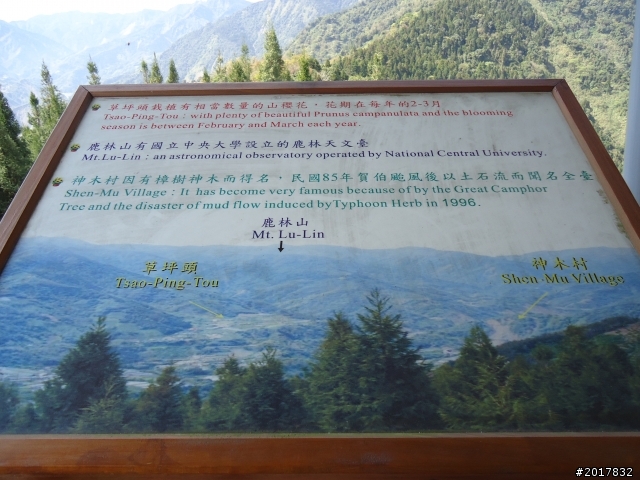 草坪頭栽植有相當數量的山櫻花，花期在每年的2-3月
Tsao-Ping-Tou : with plenty of beautiful Prunus campanulata and the blooming
season is between February and March each year.
鹿林山有國立中央大學設立的鹿林天文臺
Mt.Lu-Lin : an astronomical observatory operated by National Central University.
神木村因有樟樹神木而得名，民國85年賀伯颱風後以土石流而聞名全臺
Shen-Mu Village : It has become very famous because of by the Great Camphor
Tree and the disaster of mud flow induced by Typhoon Herb in 1996.
鹿林山
Mt. Lu-Lin
草坪頭
Tsao-Ping-Tou
神木村
Shen-Mu Village
#2017832